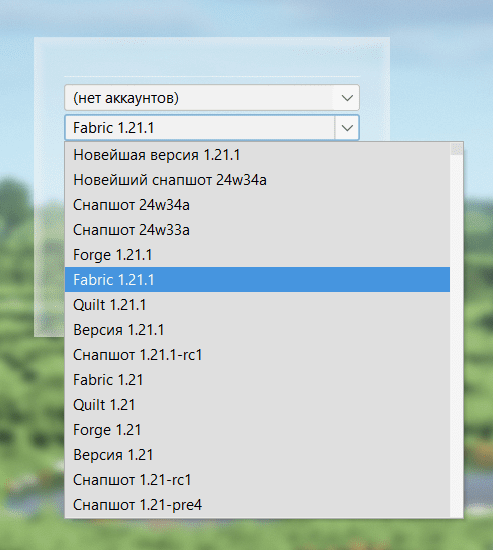 (нет аккаунтов)
Fabric 1.21.1
Новейшая версия 1.21.1
Новейший снапшот 24w34a
Снапшот 24w34a
Снапшот 24w33a
Forge 1.21.1
Fabric 1.21.1
Quilt 1.21.1
Версия 1.21.1
Снапшот 1.21.1-rc1
Fabric 1.21
Quilt 1.21
Forge 1.21
Версия 1.21
Снапшот 1.21-rc1
Снапшот 1.21-pre4